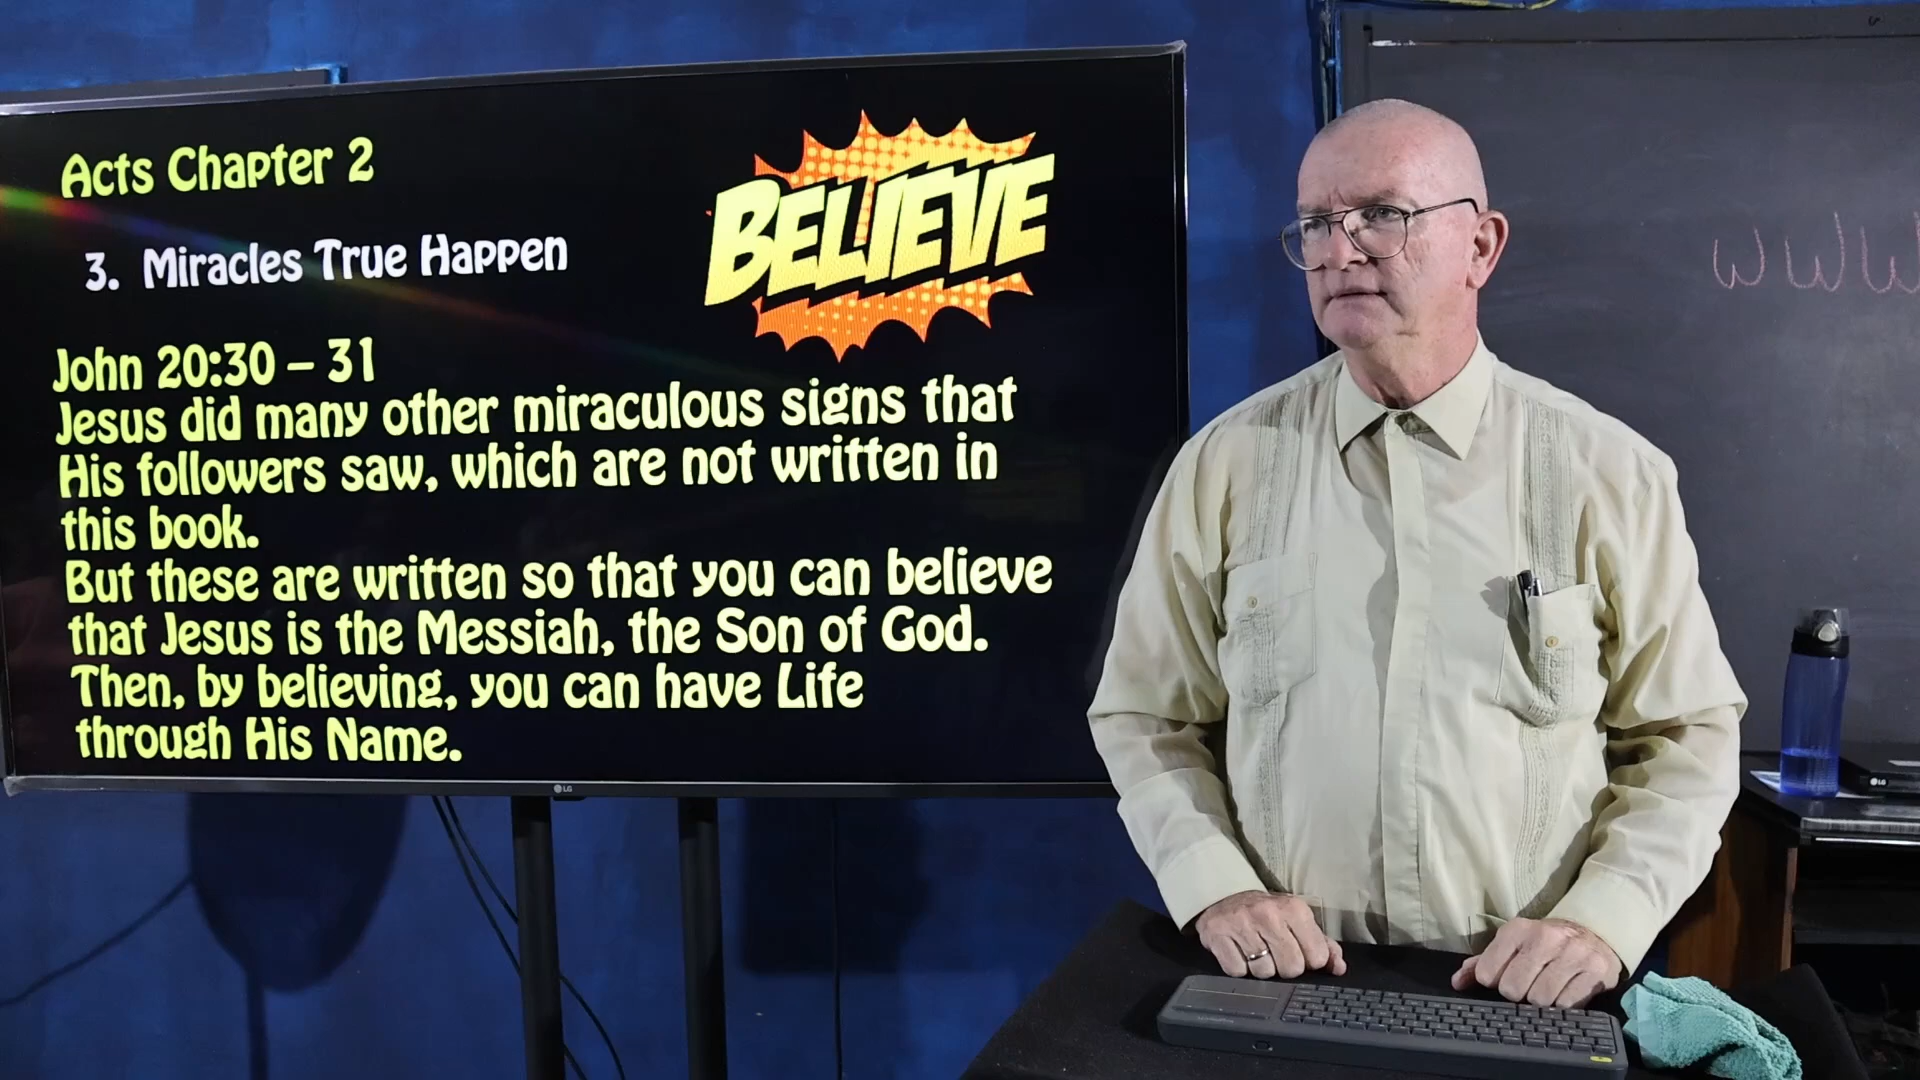 Acts Chapter 2
BELIEVE
3. Miracles True Happen
John 20:30 – 31
Jesus did many other miraculous signs that
His followers saw, which are not written in
this book.
But these are written so that you can believe
that Jesus is the Messiah, the Son of God.
Then, by believing, you can have Life
through His Name.
LG
WWW
LG